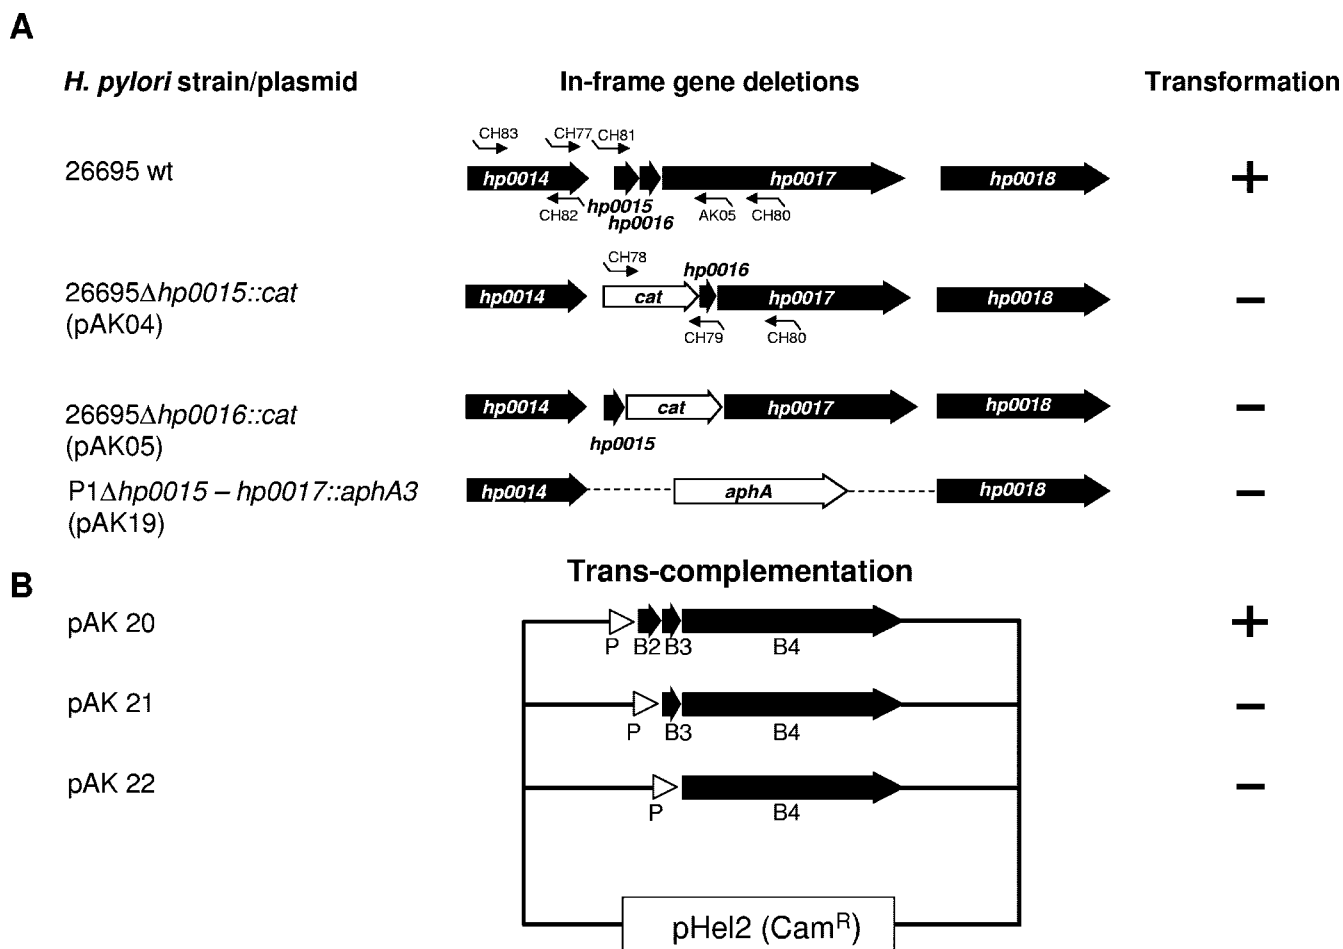 A
H. pylori strain/plasmid In-frame gene deletions Transformation
CH83 CH77 CH81
26695 wt hp0014 hp0017 hp0018 +
CH82 hp0015 AK05 CH80
hp0016
CH78 hp0016
26695Δhp0015::cat hp0014 cat hp0017 hp0018 –
(pAK04) CH79 CH80
26695Δhp0016::cat hp0014 cat hp0017 hp0018 –
(pAK05) hp0015
P1Δhp0015 – hp0017::aphA3 hp0014 aphA hp0018 –
(pAK19)
B Trans-complementation
pAK 20 +
P B2 B3 B4
pAK 21 –
P B3 B4
pAK 22 –
P B4
pHel2 (CamR)